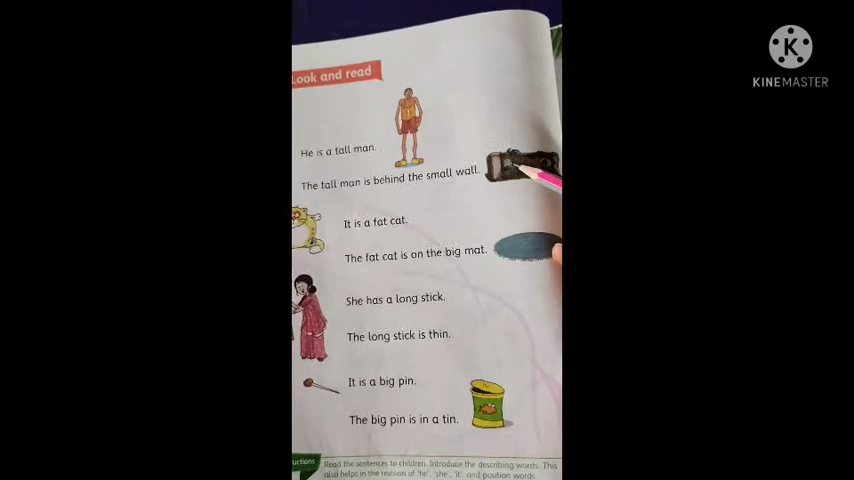 K
KINEMASTER
Look and read
He is a tall man.
The tall man is behind the small wall.
It is a fat cat.
The fat cat is on the big mat.
She has a long stick.
The long stick is thin.
It is a big pin.
The big pin is in a tin.
Read the sentences to children. Introduce the describing words. This
also helps in the revision of 'he', 'she', 'it', and position words.